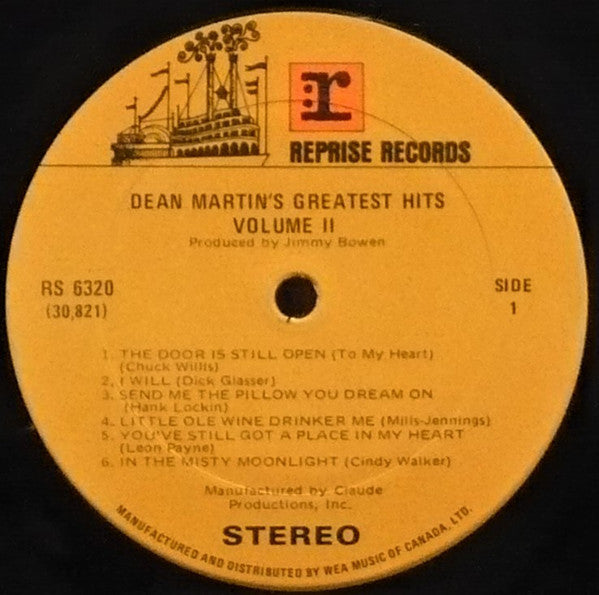 r
REPRISE RECORDS
DEAN MARTIN'S GREATEST HITS
VOLUME II
Produced by Jimmy Bowen
RS 6320
(30,821)
SIDE
1
1. THE DOOR IS STILL OPEN (To My Heart)
(Chuck Willis)
2. I WILL (Dick Glasser)
3. SEND ME THE PILLOW YOU DREAM ON
(Hank Lockin)
4. LITTLE OLE WINE DRINKER ME (Mills-Jennings)
5. YOU'VE STILL GOT A PLACE IN MY HEART
(Leon Payne)
6. IN THE MISTY MOONLIGHT (Cindy Walker)
Manufactured by Claude
Productions, Inc.
STEREO
MANUFACTURED AND DISTRIBUTED BY WEA MUSIC OF CANADA, LTD.